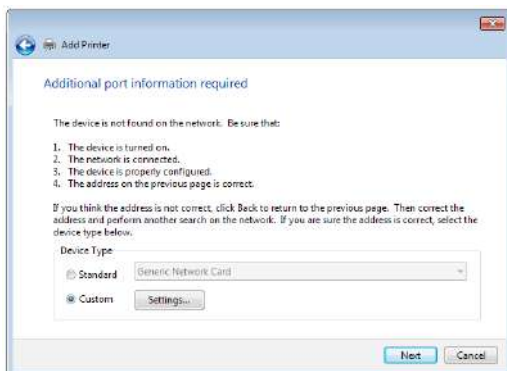 Add Printer
Additional port information required
The device is not found on the network. Be sure that:
1. The device is turned on.
2. The network is connected.
3. The device is properly configured.
4. The address on the previous page is correct.
If you think the address is not correct, click Back to return to the previous page. Then correct the
address and perform another search on the network. If you are sure the address is correct, select the
device type below.
Device Type
Standard
Generic Network Card
Custom
Settings...
Next
Cancel